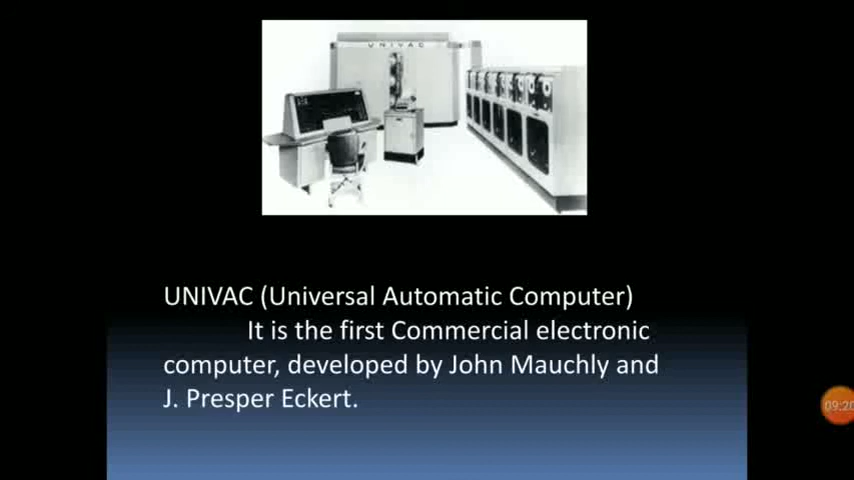 UNIVAC
UNIVAC (Universal Automatic Computer)
It is the first Commercial electronic
computer, developed by John Mauchly and
J. Presper Eckert.
09:20